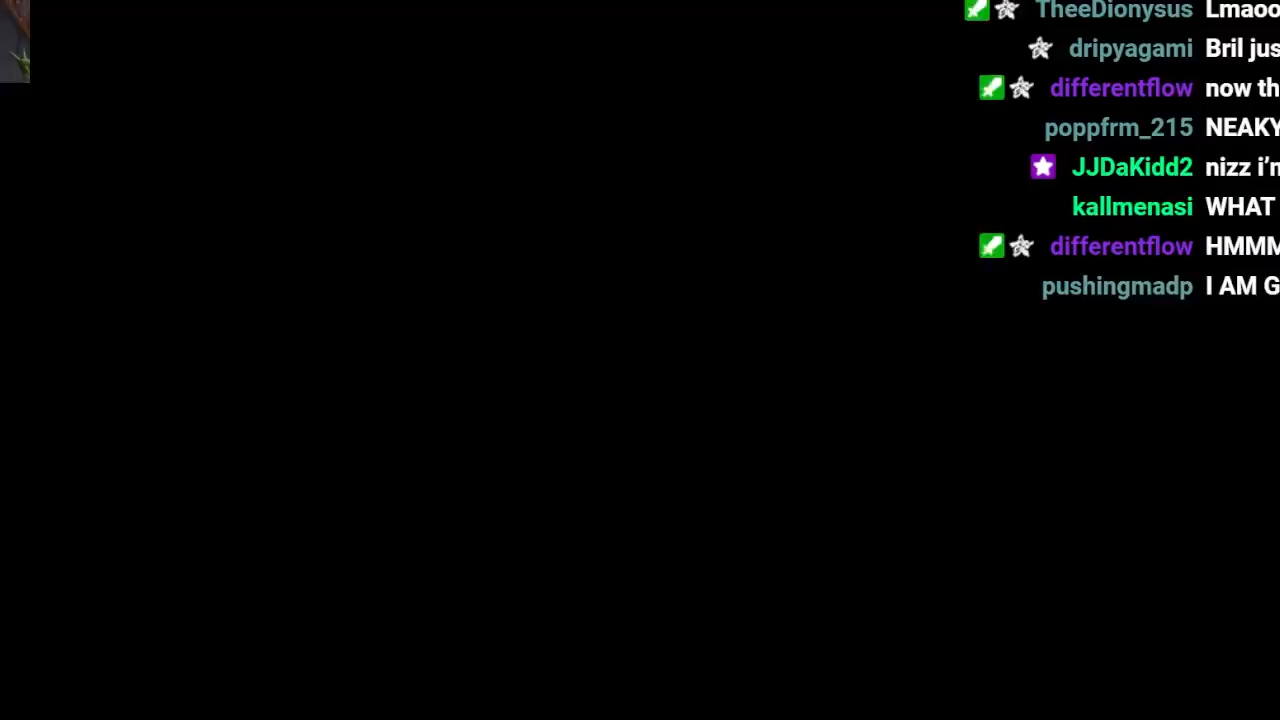 TheeDionysus Lmaoo
dripyagami Bril jus
differentflow now th
poppfrm_215 NEAKY
JJDaKidd2 nizz i’m
kallmenasi WHAT
differentflow HMMM
pushingmadp I AM G